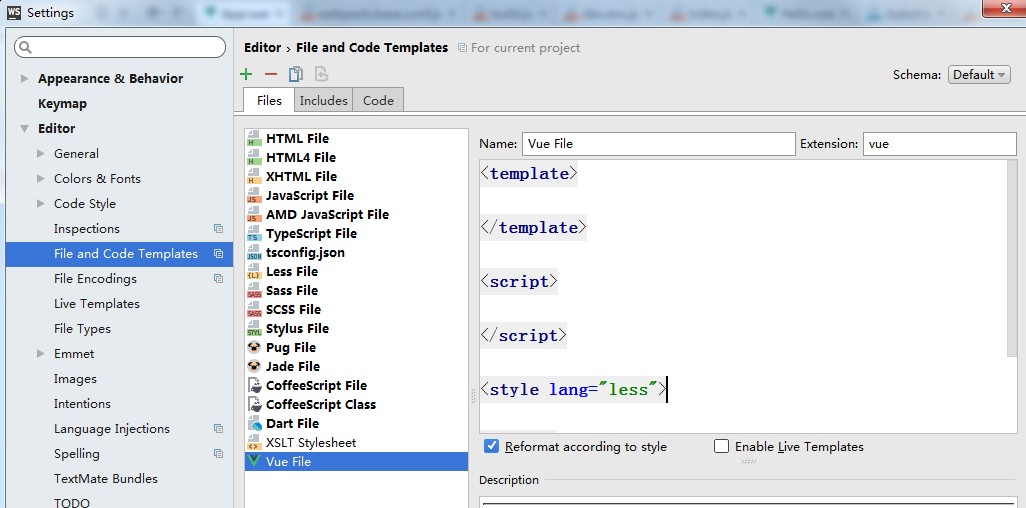 WS Settings
Editor › File and Code Templates For current project
Schema: Default
Files Includes Code
Appearance & Behavior
Keymap
Editor
General
Colors & Fonts
Code Style
Inspections
File and Code Templates
File Encodings
Live Templates
File Types
Emmet
Images
Intentions
Language Injections
Spelling
TextMate Bundles
TODO
HTML File
HTML4 File
XHTML File
JavaScript File
AMD JavaScript File
TypeScript File
tsconfig.json
Less File
Sass File
SCSS File
Stylus File
Pug File
Jade File
CoffeeScript File
CoffeeScript Class
Dart File
XSLT Stylesheet
Vue File
Name: Vue File Extension: vue
<template>
</template>
<script>
</script>
<style lang="less">
Reformat according to style Enable Live Templates
Description